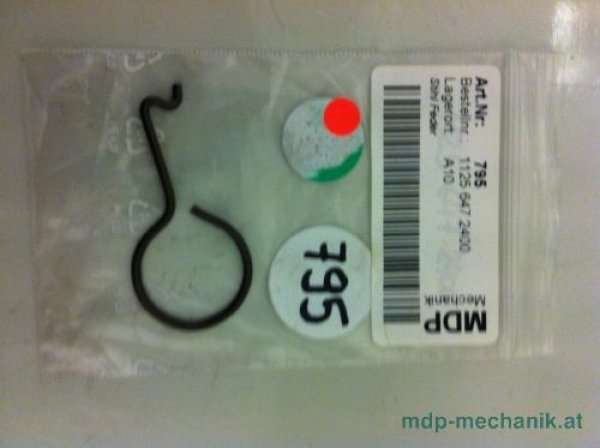 Art.Nr: 795
Bestellnr.: 1125 647 2400
Lagerort: A10
Stihl Feder
MDP
Mechanik
795
mdp-mechanik.at